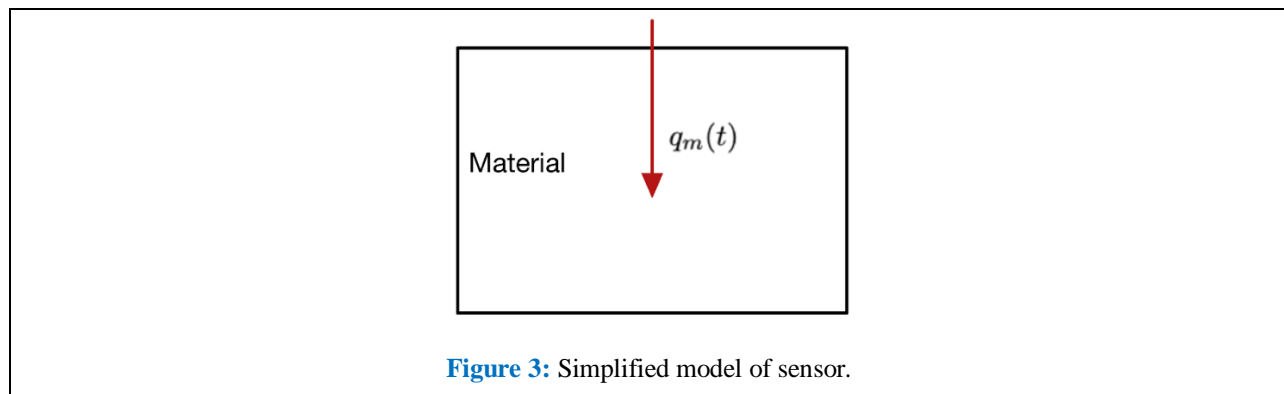 q_m(t)
Material
Figure 3: Simplified model of sensor.